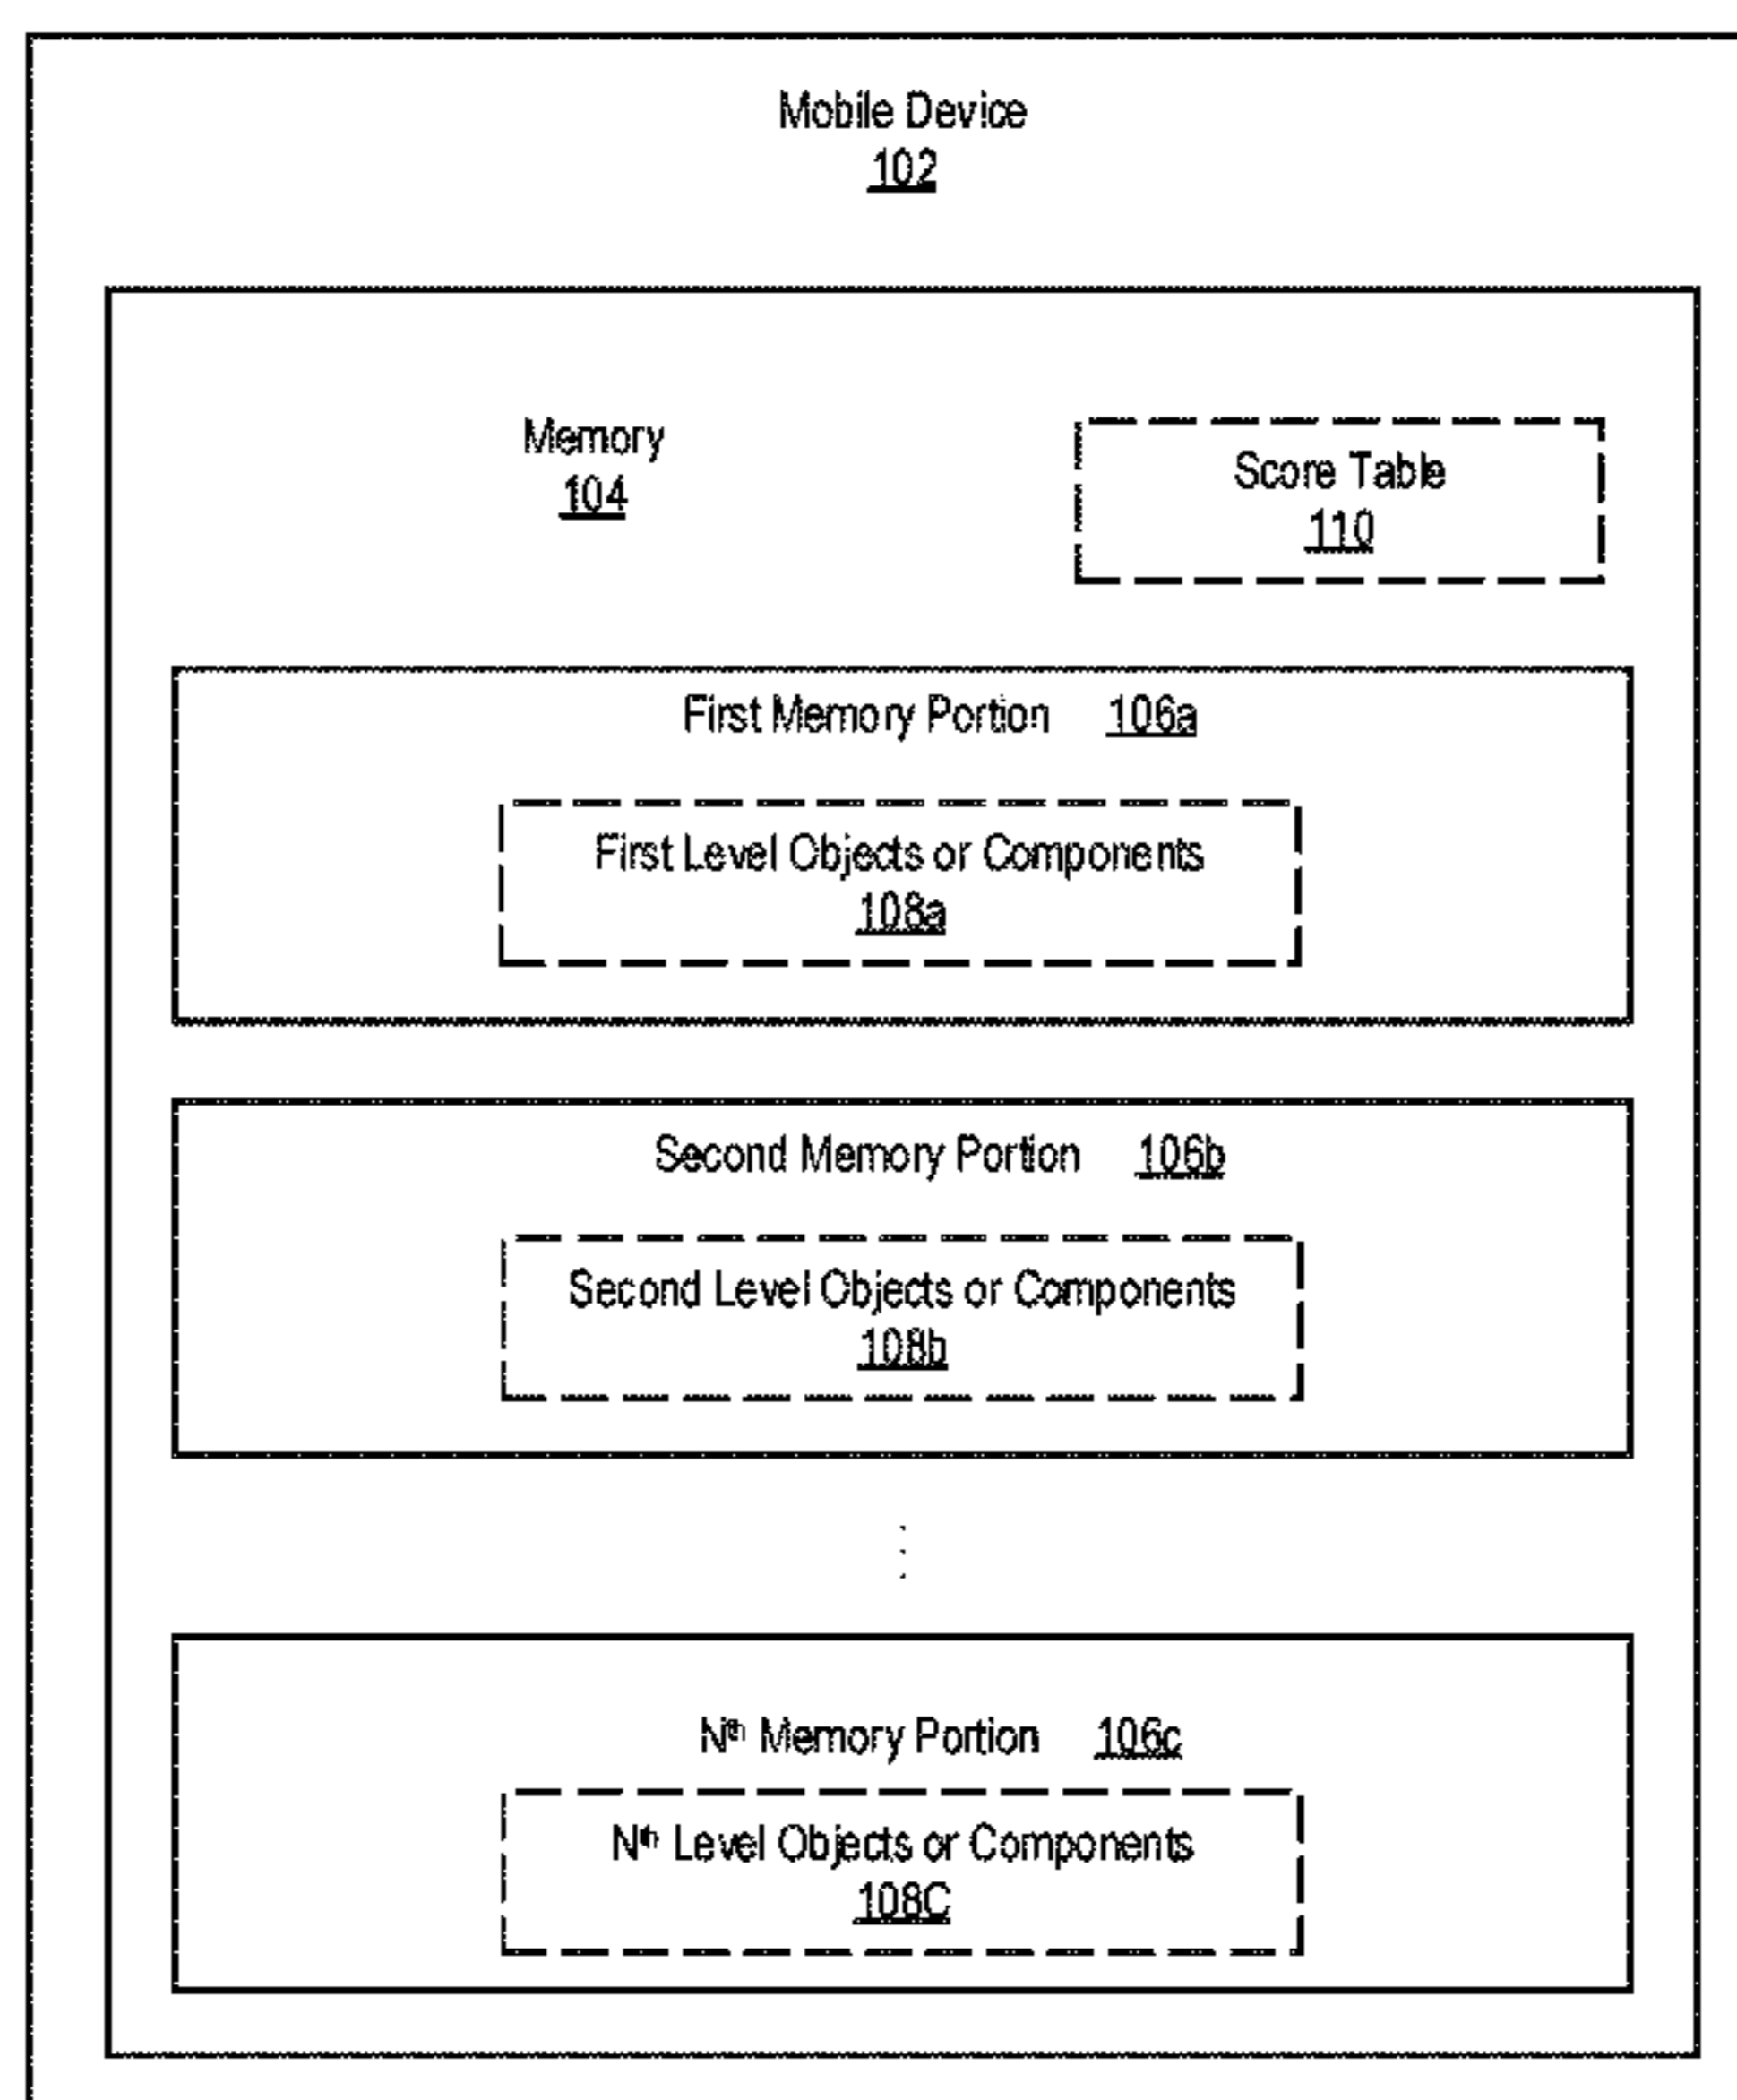 Mobile Device
102
Memory
104
Score Table
110
First Memory Portion 106a
First Level Objects or Components
108a
Second Memory Portion 106b
Second Level Objects or Components
108b
Nth Memory Portion 106c
Nth Level Objects or Components
108C